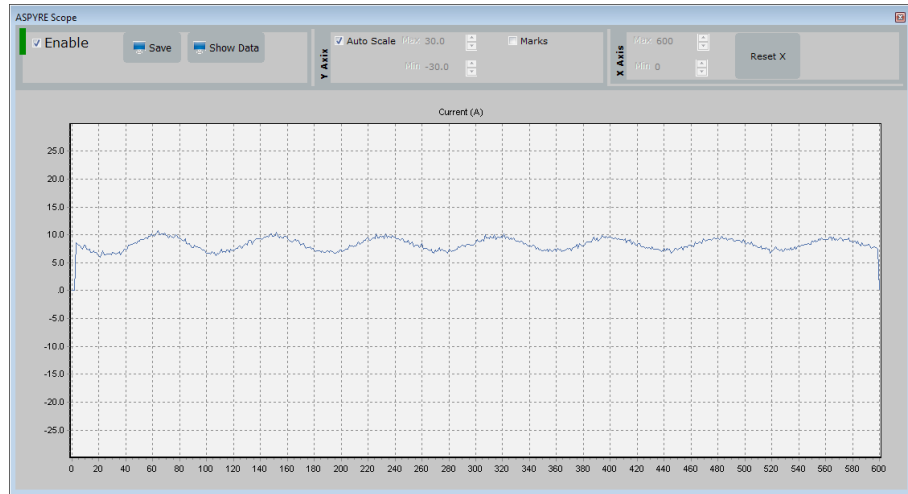 ASPYRE Scope
Enable
Save
Show Data
Y Axis
Auto Scale
Max 30.0
Min -30.0
Marks
X Axis
Max 600
Min 0
Reset X
Current (A)
25.0
20.0
15.0
10.0
5.0
.0
-5.0
-10.0
-15.0
-20.0
-25.0
0 20 40 60 80 100 120 140 160 180 200 220 240 260 280 300 320 340 360 380 400 420 440 460 480 500 520 540 560 580 600